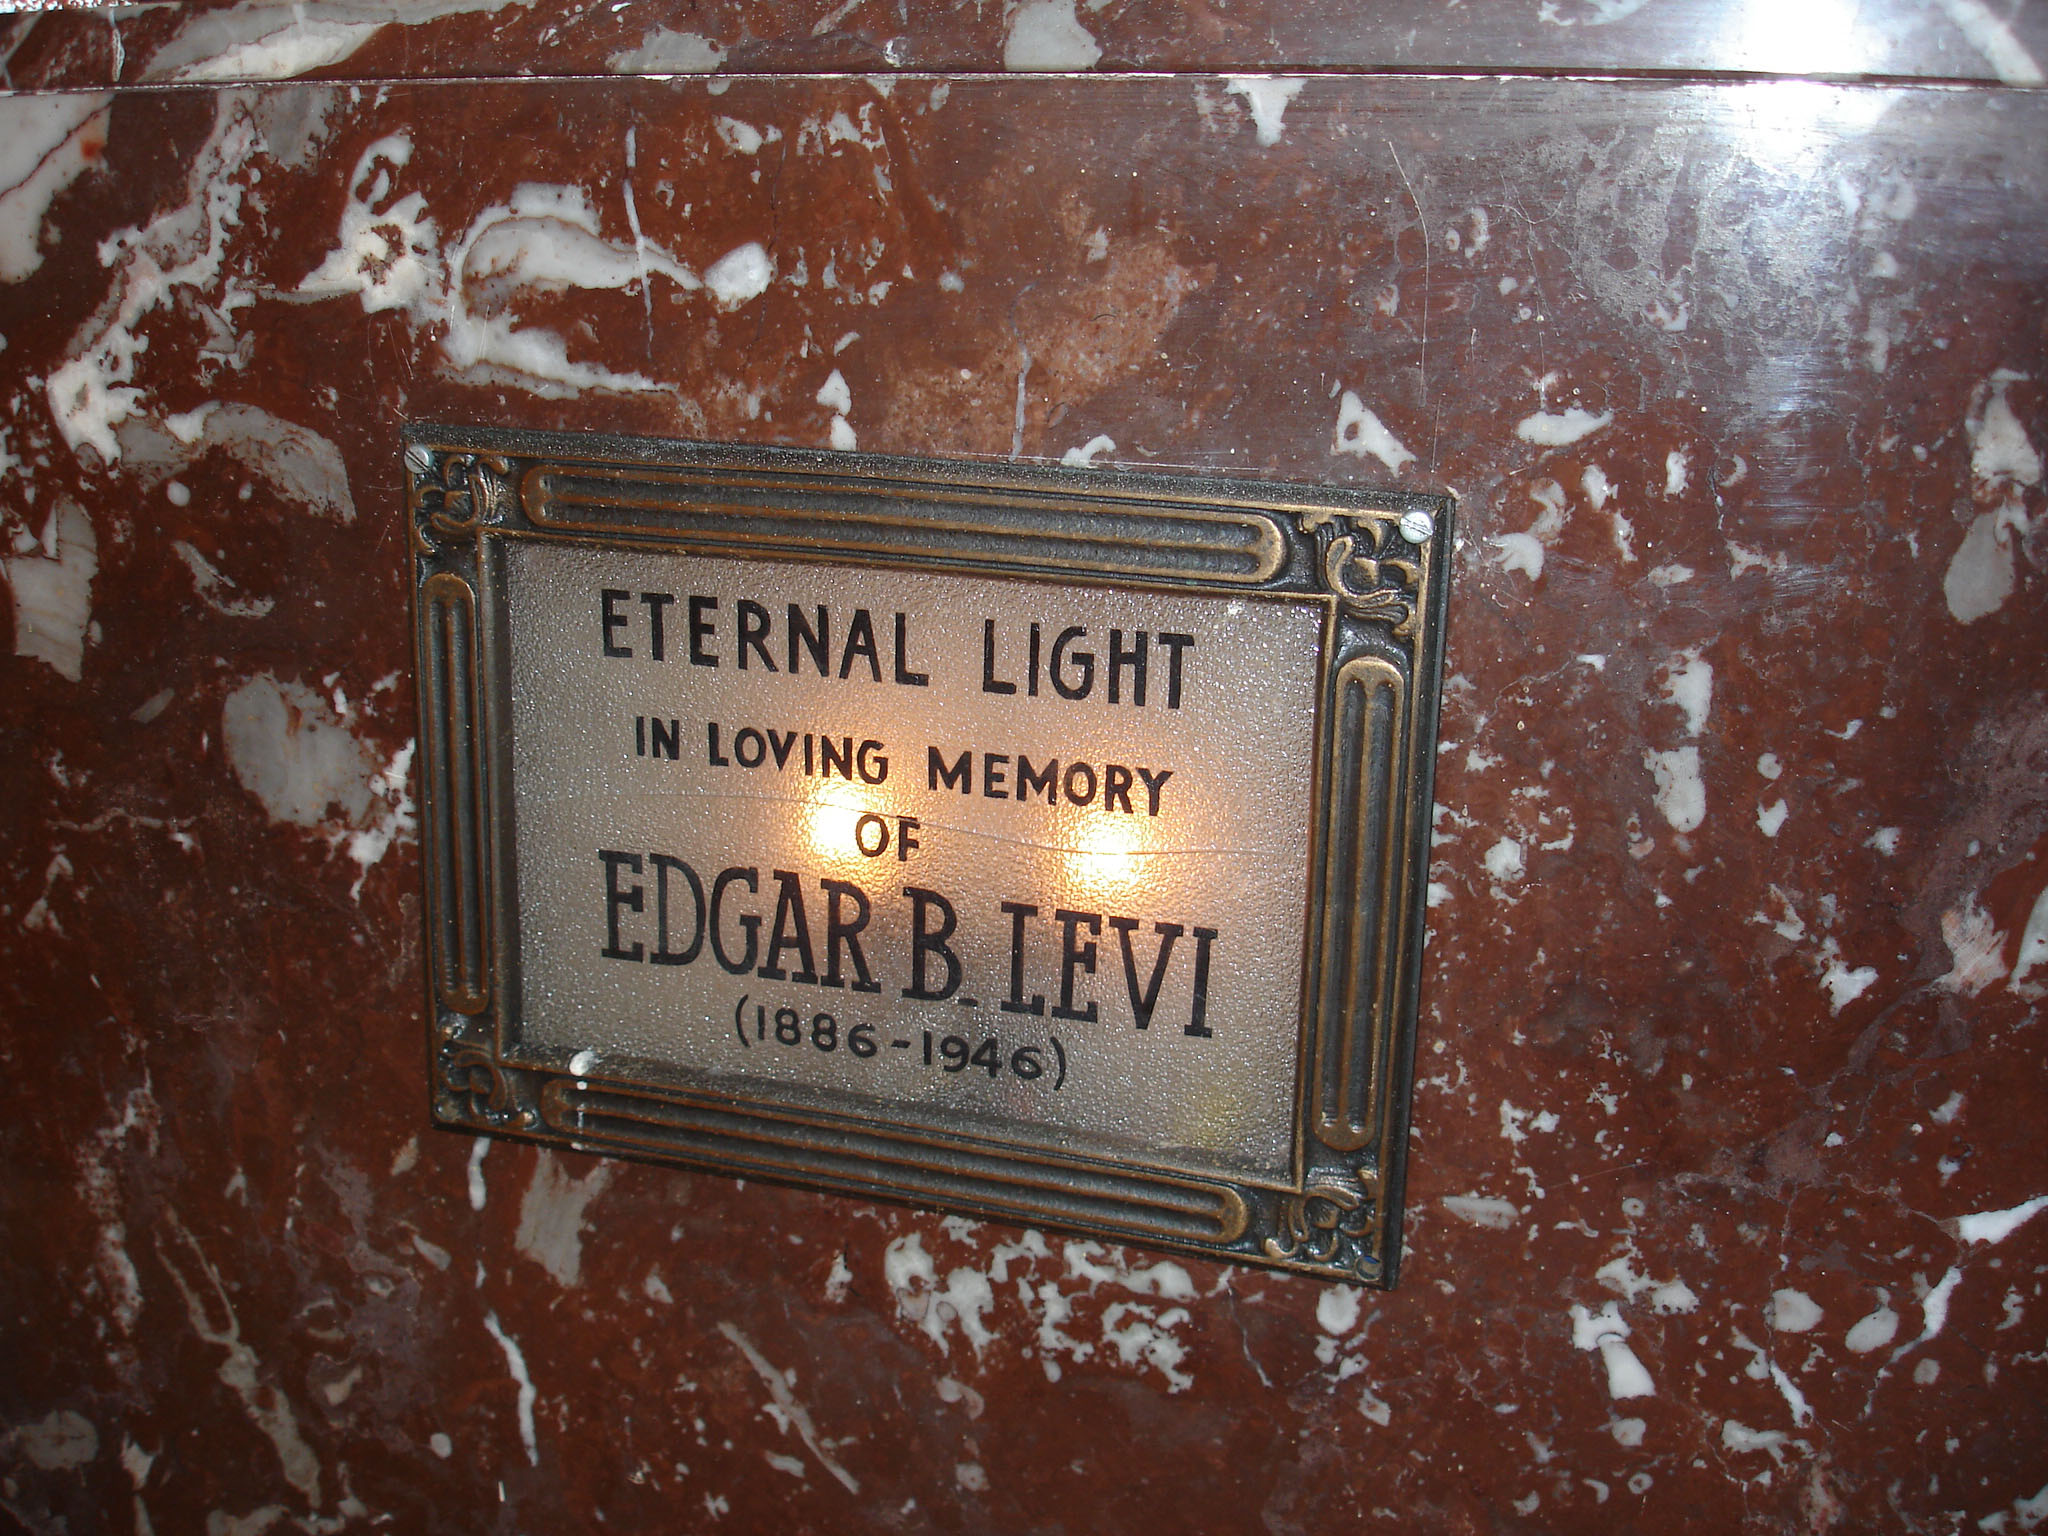 ETERNAL LIGHT
IN LOVING MEMORY
OF
EDGAR B. LEVI
(1886-1946)